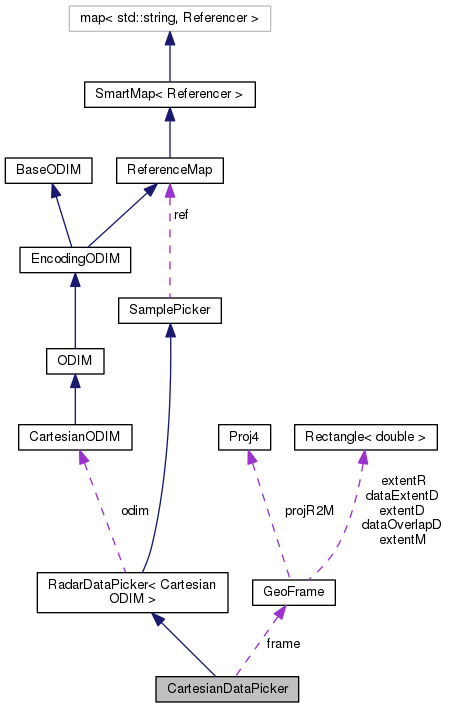 map< std::string, Referencer >
SmartMap< Referencer >
BaseODIM
ReferenceMap
ref
EncodingODIM
SamplePicker
ODIM
CartesianODIM
Proj4
Rectangle< double >
odim
projR2M
extentR
dataExtentD
extentD
dataOverlapD
extentM
RadarDataPicker< Cartesian
ODIM >
GeoFrame
frame
CartesianDataPicker